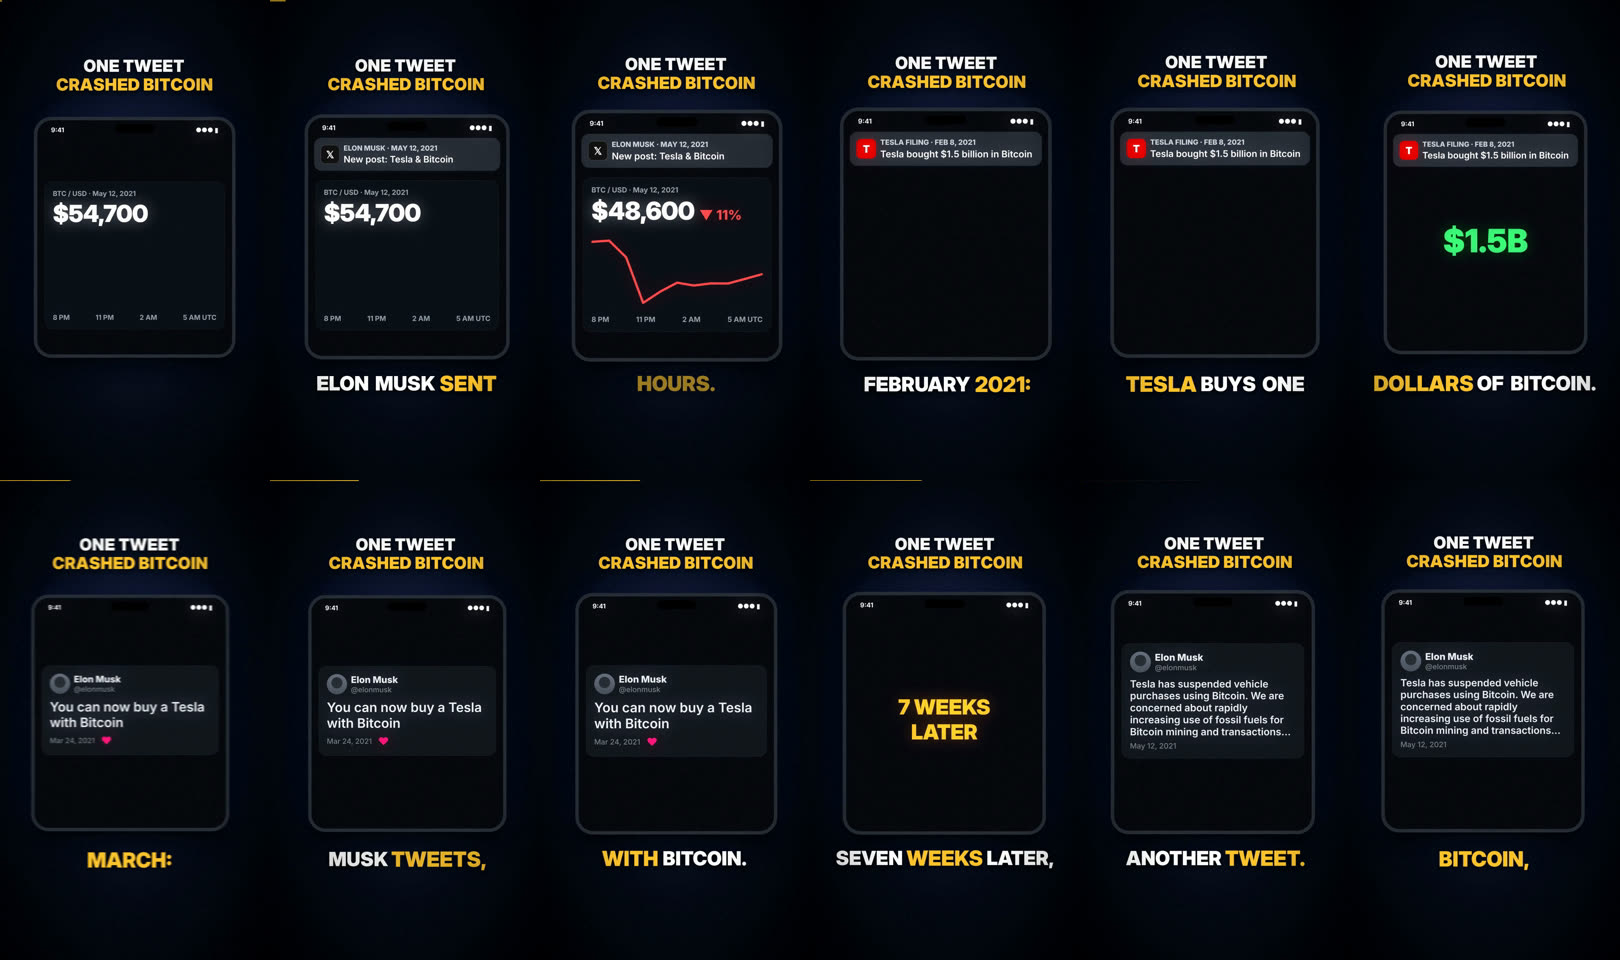 ONE TWEET
CRASHED BITCOIN
9:41
BTC / USD · May 12, 2021
$54,700
8 PM 11 PM 2 AM 5 AM UTC
ONE TWEET
CRASHED BITCOIN
9:41
ELON MUSK · MAY 12, 2021
New post: Tesla & Bitcoin
BTC / USD · May 12, 2021
$54,700
8 PM 11 PM 2 AM 5 AM UTC
ELON MUSK SENT
ONE TWEET
CRASHED BITCOIN
9:41
ELON MUSK · MAY 12, 2021
New post: Tesla & Bitcoin
BTC / USD · May 12, 2021
$48,600 ▼ 11%
8 PM 11 PM 2 AM 5 AM UTC
HOURS.
ONE TWEET
CRASHED BITCOIN
9:41
T
TESLA FILING · FEB 8, 2021
Tesla bought $1.5 billion in Bitcoin
FEBRUARY 2021:
ONE TWEET
CRASHED BITCOIN
9:41
T
TESLA FILING · FEB 8, 2021
Tesla bought $1.5 billion in Bitcoin
TESLA BUYS ONE
ONE TWEET
CRASHED BITCOIN
9:41
T
TESLA FILING · FEB 8, 2021
Tesla bought $1.5 billion in Bitcoin
$1.5B
DOLLARS OF BITCOIN.
ONE TWEET
CRASHED BITCOIN
9:41
Elon Musk
@elonmusk
You can now buy a Tesla
with Bitcoin
Mar 24, 2021
MARCH:
ONE TWEET
CRASHED BITCOIN
9:41
Elon Musk
@elonmusk
You can now buy a Tesla
with Bitcoin
Mar 24, 2021
MUSK TWEETS,
ONE TWEET
CRASHED BITCOIN
9:41
Elon Musk
@elonmusk
You can now buy a Tesla
with Bitcoin
Mar 24, 2021
WITH BITCOIN.
ONE TWEET
CRASHED BITCOIN
9:41
7 WEEKS
LATER
SEVEN WEEKS LATER,
ONE TWEET
CRASHED BITCOIN
9:41
Elon Musk
@elonmusk
Tesla has suspended vehicle
purchases using Bitcoin. We are
concerned about rapidly
increasing use of fossil fuels for
Bitcoin mining and transactions...
May 12, 2021
ANOTHER TWEET.
ONE TWEET
CRASHED BITCOIN
9:41
Elon Musk
@elonmusk
Tesla has suspended vehicle
purchases using Bitcoin. We are
concerned about rapidly
increasing use of fossil fuels for
Bitcoin mining and transactions...
May 12, 2021
BITCOIN,